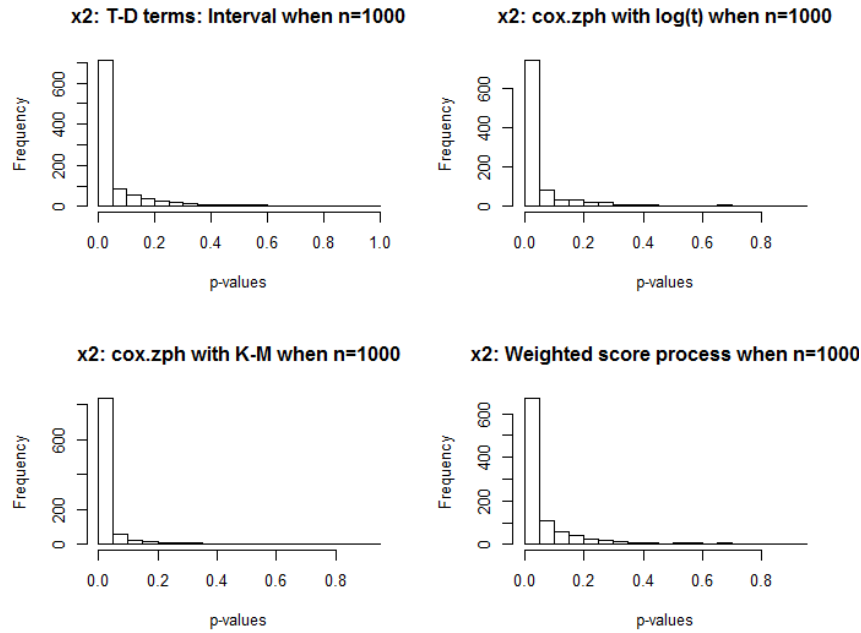 x2: T-D terms: Interval when n=1000
Frequency
600
400
200
0
0.0 0.2 0.4 0.6 0.8 1.0
p-values
x2: cox.zph with log(t) when n=1000
Frequency
600
400
200
0
0.0 0.2 0.4 0.6 0.8
p-values
x2: cox.zph with K-M when n=1000
Frequency
600
200
0
0.0 0.2 0.4 0.6 0.8
p-values
x2: Weighted score process when n=1000
Frequency
600
400
200
0
0.0 0.2 0.4 0.6 0.8
p-values